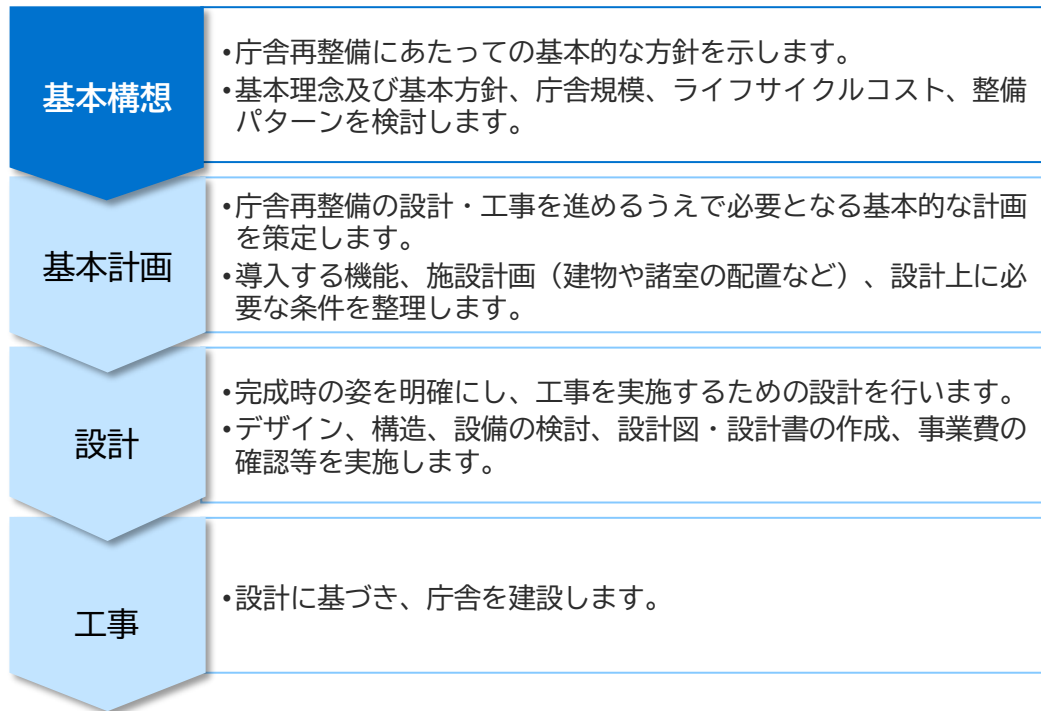 基本構想
•庁舎再整備にあたっての基本的な方針を示します。
•基本理念及び基本方針、庁舎規模、ライフサイクルコスト、整備
パターンを検討します。
基本計画
•庁舎再整備の設計・工事を進めるうえで必要となる基本的な計画
を策定します。
•導入する機能、施設計画（建物や諸室の配置など）、設計上に必
要な条件を整理します。
設計
•完成時の姿を明確にし、工事を実施するための設計を行います。
•デザイン、構造、設備の検討、設計図・設計書の作成、事業費の
確認等を実施します。
工事
•設計に基づき、庁舎を建設します。